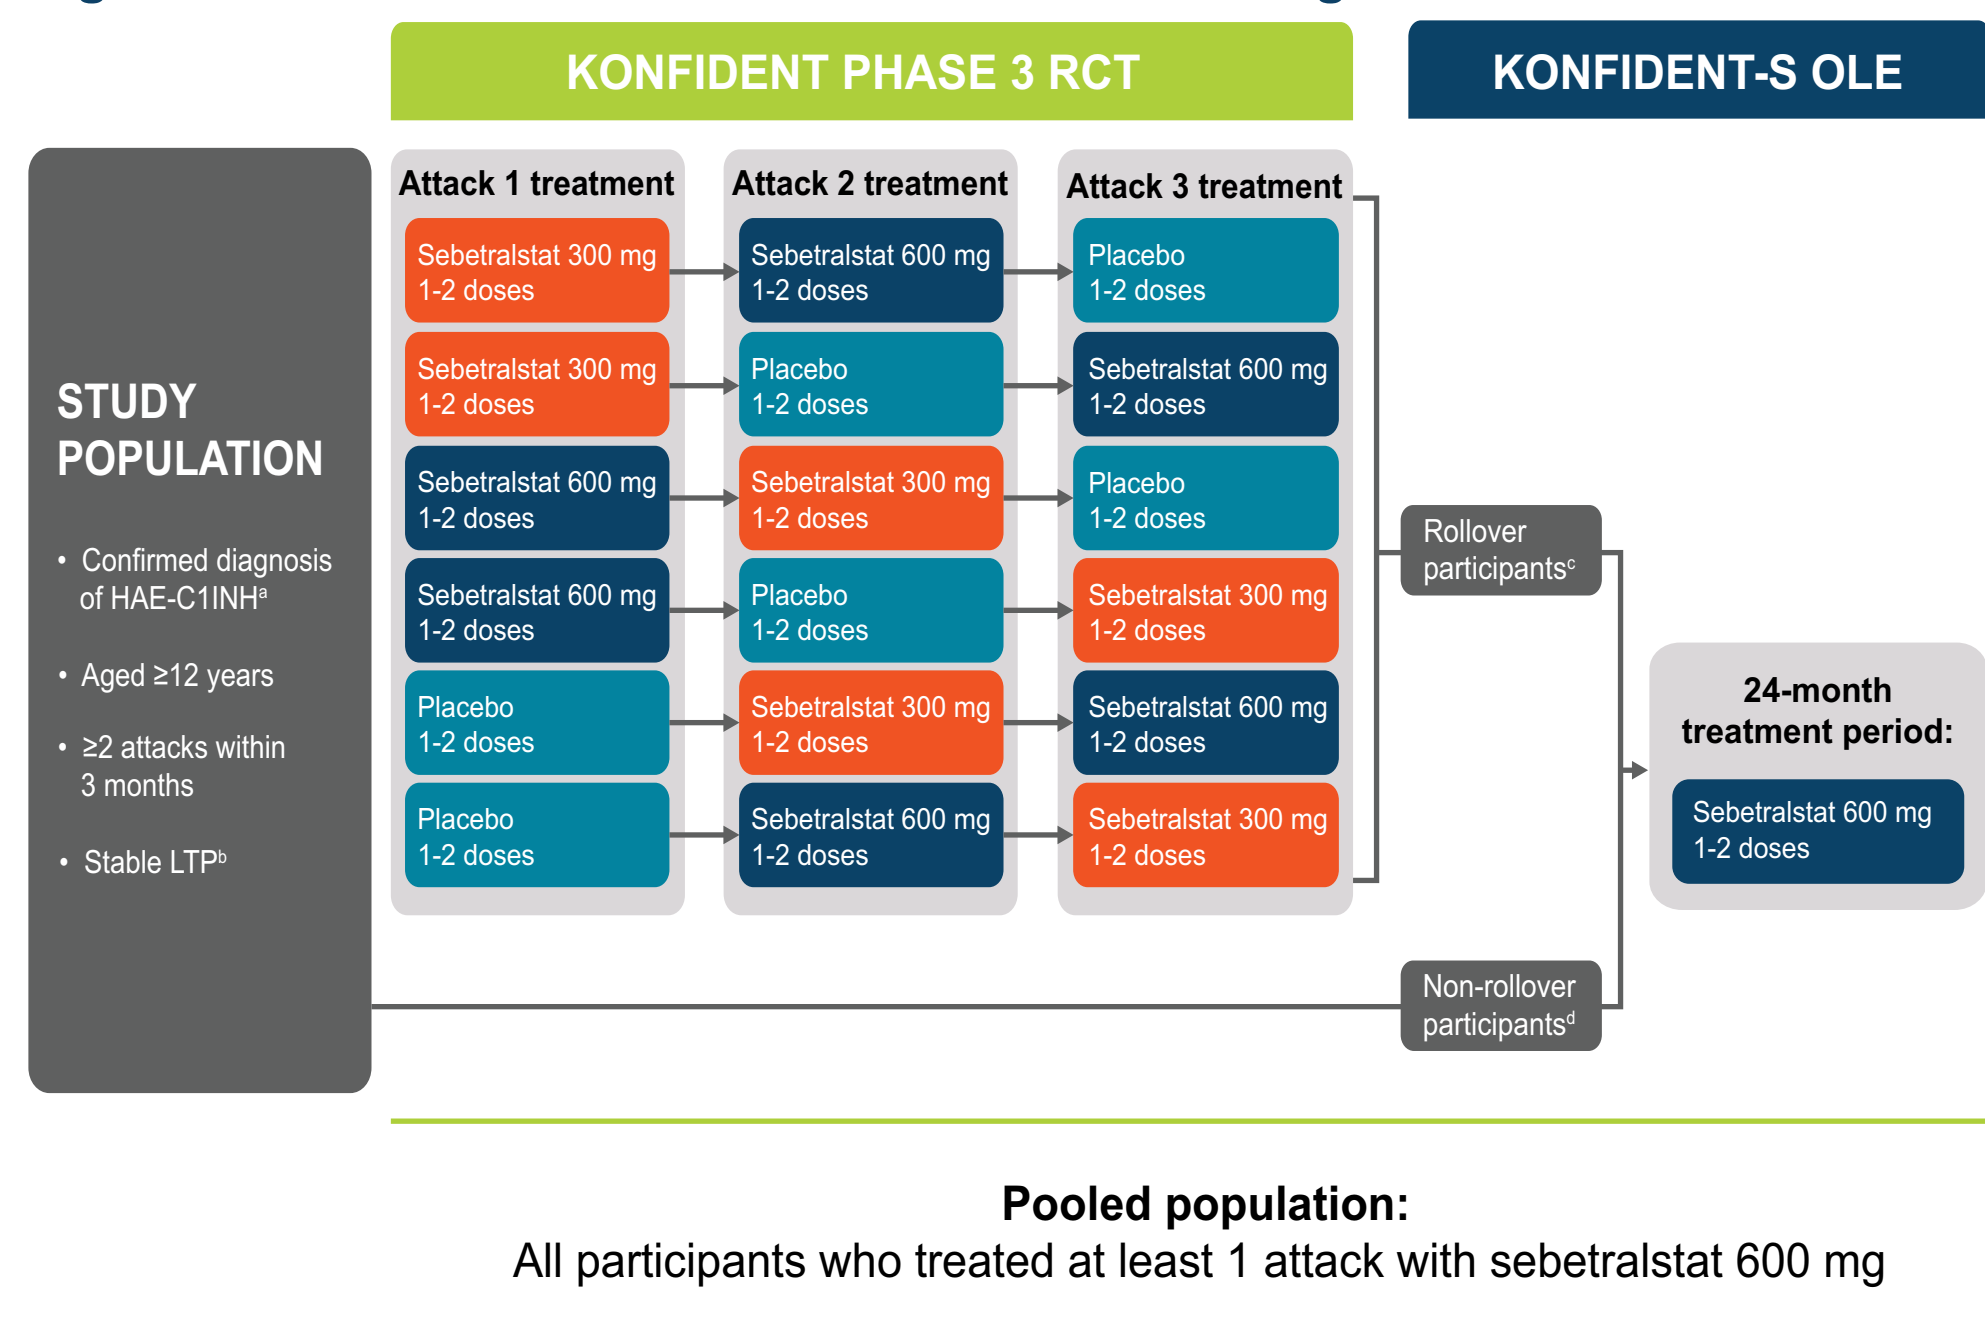 KONFIDENT PHASE 3 RCT
KONFIDENT-S OLE
STUDY
POPULATION
• Confirmed diagnosis
of HAE-C1INHᵃ
• Aged ≥12 years
• ≥2 attacks within
3 months
• Stable LTPᵇ
Attack 1 treatment
Attack 2 treatment
Attack 3 treatment
Sebetralstat 300 mg
1-2 doses
Sebetralstat 600 mg
1-2 doses
Placebo
1-2 doses
Sebetralstat 300 mg
1-2 doses
Placebo
1-2 doses
Sebetralstat 600 mg
1-2 doses
Sebetralstat 600 mg
1-2 doses
Sebetralstat 300 mg
1-2 doses
Placebo
1-2 doses
Sebetralstat 600 mg
1-2 doses
Placebo
1-2 doses
Sebetralstat 300 mg
1-2 doses
Placebo
1-2 doses
Sebetralstat 300 mg
1-2 doses
Sebetralstat 600 mg
1-2 doses
Placebo
1-2 doses
Sebetralstat 600 mg
1-2 doses
Sebetralstat 300 mg
1-2 doses
Rollover
participantsᶜ
Non-rollover
participantsᵈ
24-month
treatment period:
Sebetralstat 600 mg
1-2 doses
Pooled population:
All participants who treated at least 1 attack with sebetralstat 600 mg